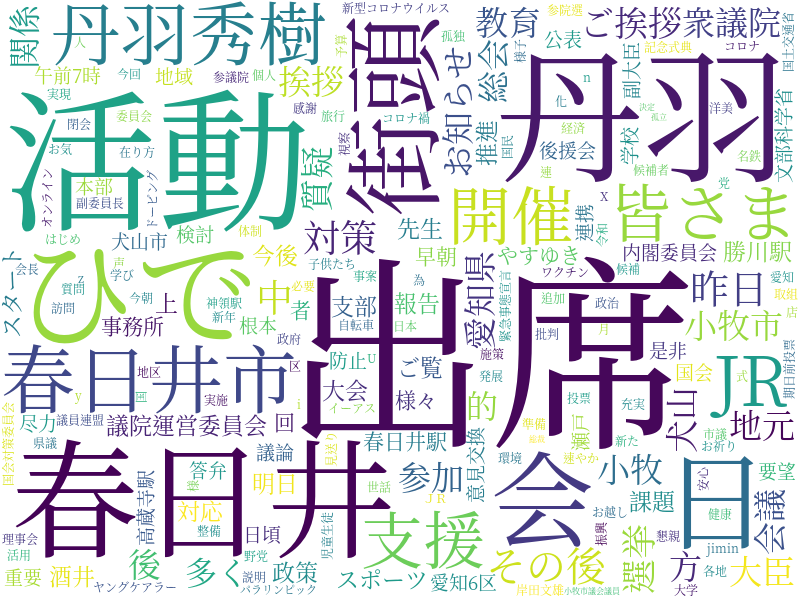 新型コロナウイルス
参院選
国土交通省
関係
丹羽秀樹
街頭
教育
ご挨拶
衆議院
人
予算
孤独
様子
公表
記念式典
コロナ
午前7時
地域
今回
参議院
個人
挨拶
お知らせ
総会
副大臣
丹羽
活動
実現
感謝
旅行
コロナ禍
視察
推進
国民
化
n
決定
孤立
経済
学校
洋美
文部科学省
閉会
委員会
お気
在り方
オンライン
ドーピング
質疑
後援会
連
候補者
名鉄
本部
副委員長
体制
開催
連携
x
党
皆さま
はじめ
犬山市
検討
今後
対策
先生
早朝
やすゆき
令和
内閣委員会
勝川駅
スタート
会長
声
質問
z
学び
訪問
ひで
子供たち
事案
為
中
者
支部
報告
愛知県
ワクチン
緊急事態宣言
候補
愛知
昨日
追加
政治
取組
店
今朝
神領駅
新年
必要
自転車
日本
出席
上
事務所
根本
政府
小牧市
月
批判
施策
是非
期日前投票
春日井市
防止
U
ご覧
発展
国会
式
地区
区
y
i
実施
大会
様々
的
JR
国会対策委員会
尽力
議員連盟
議院運営委員会
回
イーアス
投票
充実
犬山
地元
県議
春日井
議論
見送り
春日井駅
意見交換
瀬戸
準備
新た
市議
お祈り
会
日
答弁
高蔵寺駅
明日
参加
環境
速やか
小牧
要望
会議
対応
世話
JR
支援
課題
安心
理事会
整備
日頃
児童生徒
お越し
振興
懇親
健康
活用
野党
その後
選挙
方
jimin
大臣
重要
酒井
後
多く
説明
政策
スポーツ
愛知6区
各地
ヤングケアラー
パラリンピック
岸田文雄
小牧市議会議員
大学